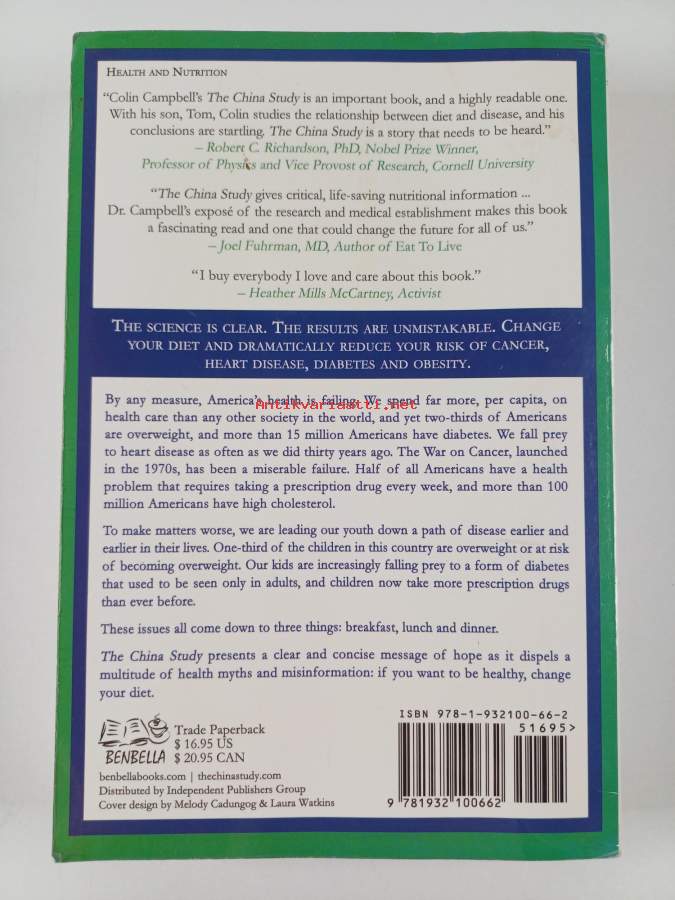 HEALTH AND NUTRITION
“Colin Campbell’s The China Study is an important book, and a highly readable one.
With his son, Tom, Colin studies the relationship between diet and disease, and his
conclusions are startling. The China Study is a story that needs to be heard.”
– Robert C. Richardson, PhD, Nobel Prize Winner,
Professor of Physics and Vice Provost of Research, Cornell University
“The China Study gives critical, life-saving nutritional information ...
Dr. Campbell’s exposé of the research and medical establishment makes this book
a fascinating read and one that could change the future for all of us.”
– Joel Fuhrman, MD, Author of Eat To Live
“I buy everybody I love and care about this book.”
– Heather Mills McCartney, Activist
THE SCIENCE IS CLEAR. THE RESULTS ARE UNMISTAKABLE. CHANGE
YOUR DIET AND DRAMATICALLY REDUCE YOUR RISK OF CANCER,
HEART DISEASE, DIABETES AND OBESITY.
By any measure, America’s health is failing. We spend far more, per capita, on
Antikvariaatti.net
health care than any other society in the world, and yet two-thirds of Americans
are overweight, and more than 15 million Americans have diabetes. We fall prey
to heart disease as often as we did thirty years ago. The War on Cancer, launched
in the 1970s, has been a miserable failure. Half of all Americans have a health
problem that requires taking a prescription drug every week, and more than 100
million Americans have high cholesterol.
To make matters worse, we are leading our youth down a path of disease earlier and
earlier in their lives. One-third of the children in this country are overweight or at risk
of becoming overweight. Our kids are increasingly falling prey to a form of diabetes
that used to be seen only in adults, and children now take more prescription drugs
than ever before.
These issues all come down to three things: breakfast, lunch and dinner.
The China Study presents a clear and concise message of hope as it dispels a
multitude of health myths and misinformation: if you want to be healthy, change
your diet.
BENBELLA
Trade Paperback
$ 16.95 US
$ 20.95 CAN
benbellabooks.com | thechinastudy.com
Distributed by Independent Publishers Group
Cover design by Melody Cadungog & Laura Watkins
ISBN 978-1-932100-66-2
51695>
9 781932 100662